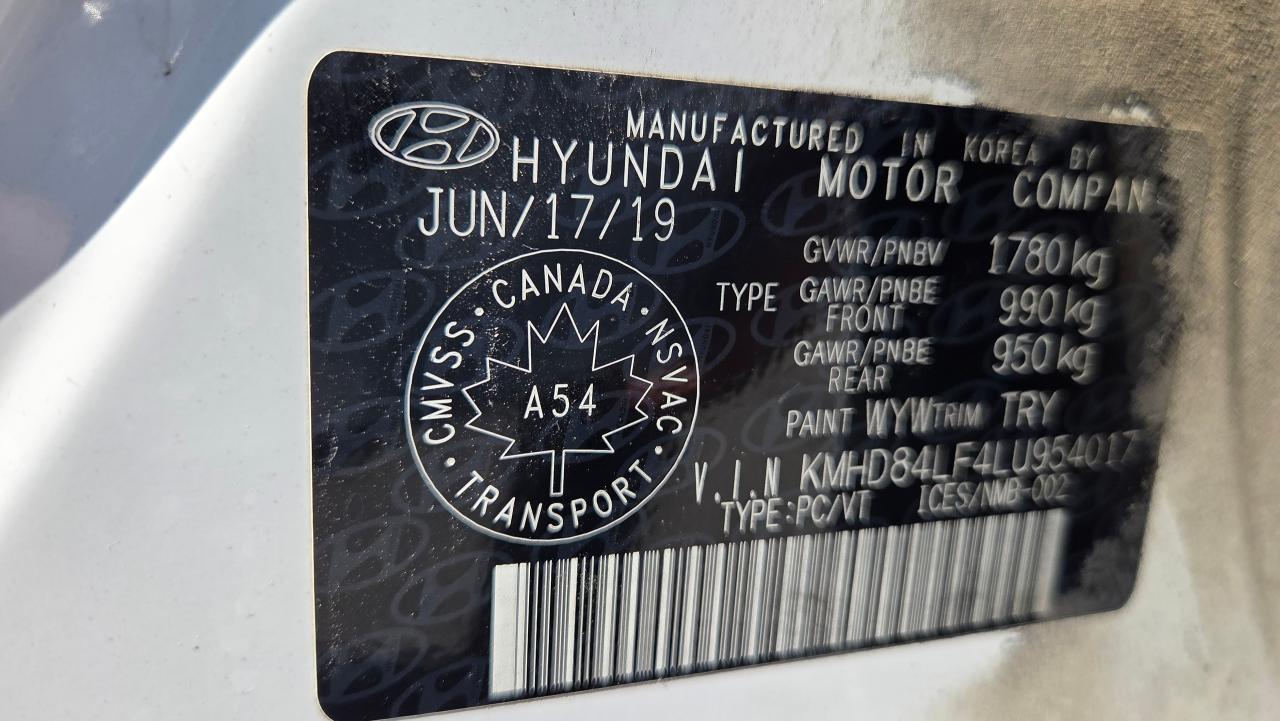 MANUFACTURED IN KOREA BY
HYUNDAI MOTOR COMPAN
JUN/17/19
GVWR/PNBV 1780 kg
TYPE GAWR/PNBE FRONT 990 kg
GAWR/PNBE REAR 950 kg
PAINT WYW TRIM TRY
V.I.N KMHD84LF4LU954017
TYPE:PC/VT ICES/NMB-002
· CANADA · NSVAC · TRANSPORT · CMVSS
A54